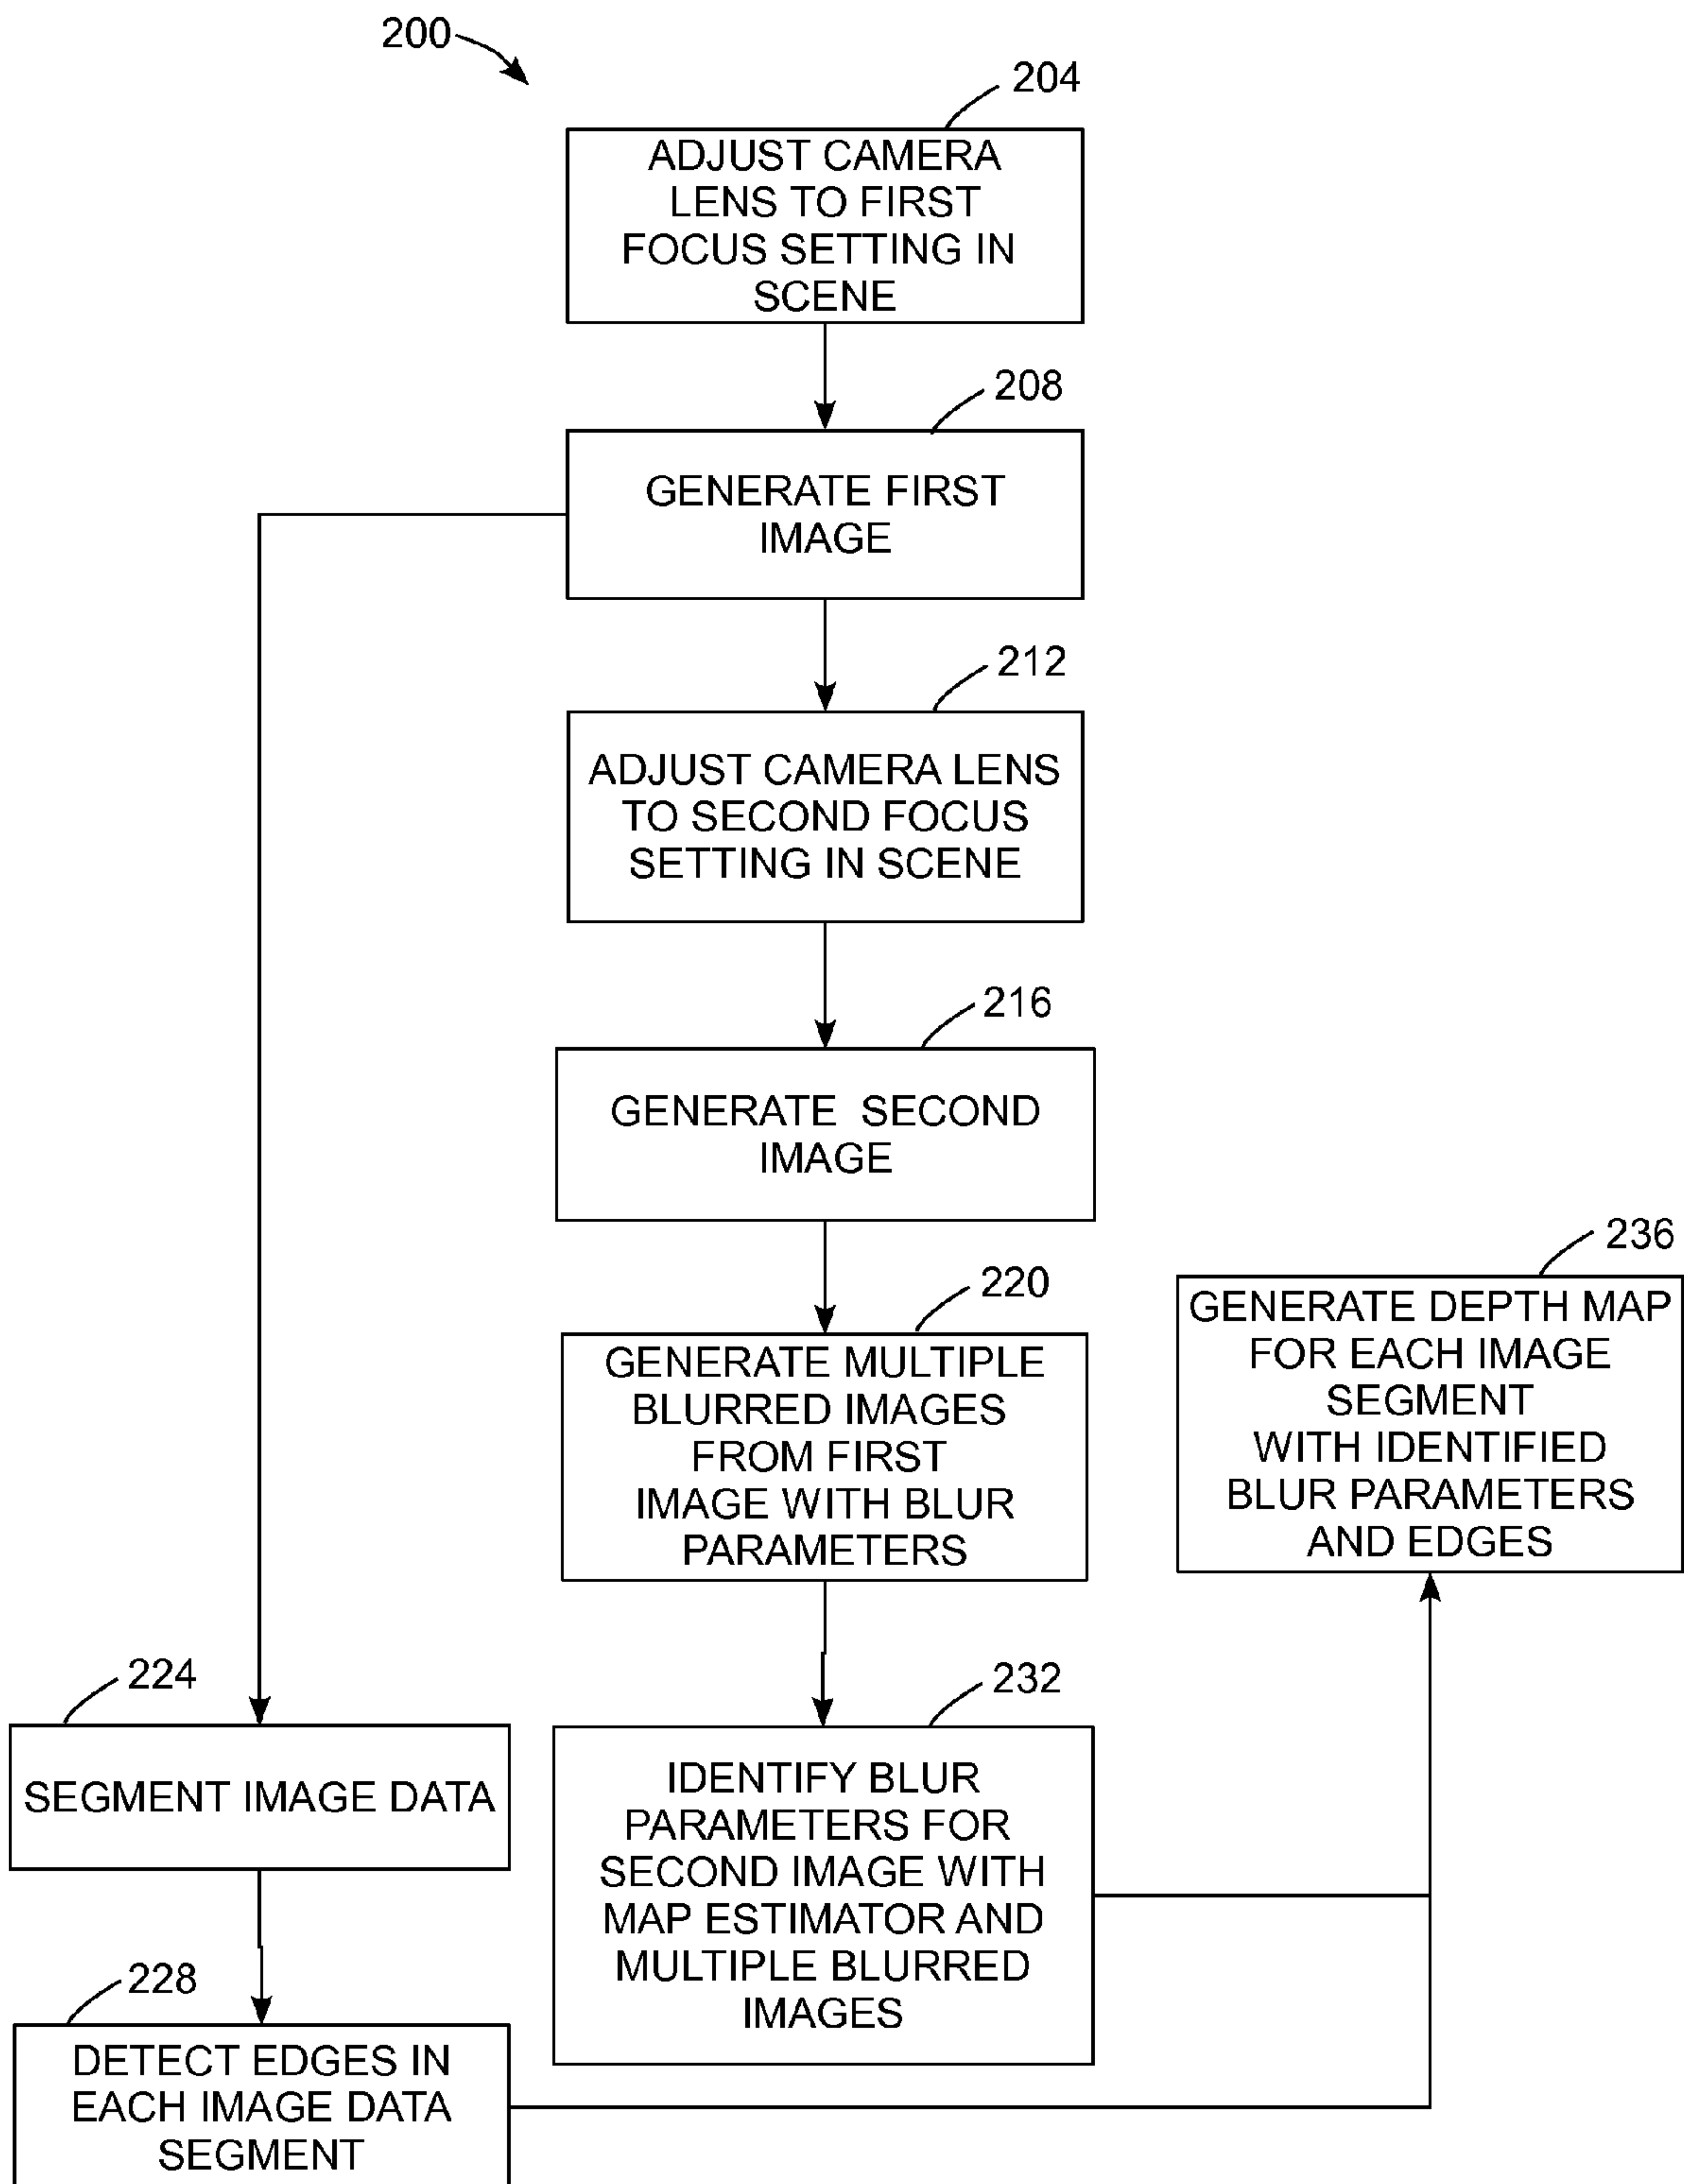 200
204
ADJUST CAMERA
LENS TO FIRST
FOCUS SETTING IN
SCENE
208
GENERATE FIRST
IMAGE
212
ADJUST CAMERA LENS
TO SECOND FOCUS
SETTING IN SCENE
216
GENERATE SECOND
IMAGE
220
GENERATE MULTIPLE
BLURRED IMAGES
FROM FIRST
IMAGE WITH BLUR
PARAMETERS
224
SEGMENT IMAGE DATA
228
DETECT EDGES IN
EACH IMAGE DATA
SEGMENT
232
IDENTIFY BLUR
PARAMETERS FOR
SECOND IMAGE WITH
MAP ESTIMATOR AND
MULTIPLE BLURRED
IMAGES
236
GENERATE DEPTH MAP
FOR EACH IMAGE
SEGMENT
WITH IDENTIFIED
BLUR PARAMETERS
AND EDGES